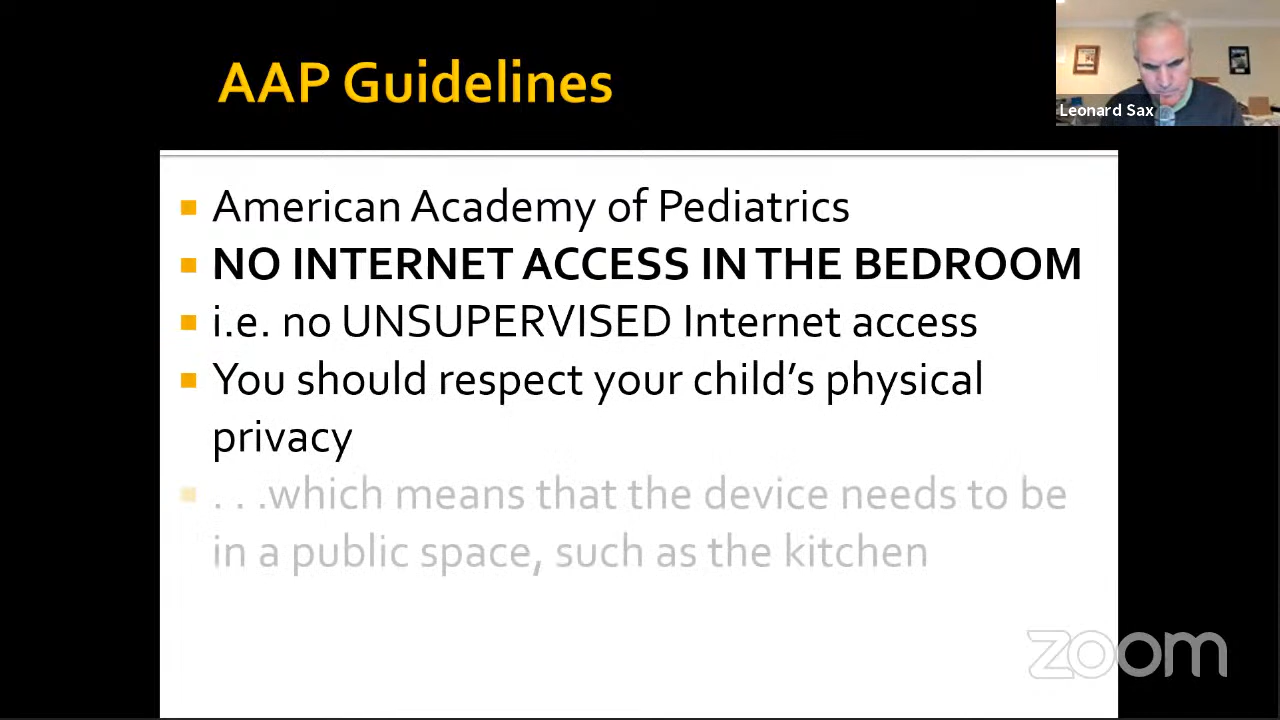 AAP Guidelines
Leonard Sax
American Academy of Pediatrics
NO INTERNET ACCESS IN THE BEDROOM
i.e. no UNSUPERVISED Internet access
You should respect your child’s physical
privacy
. . .which means that the device needs to be
in a public space, such as the kitchen
zoom